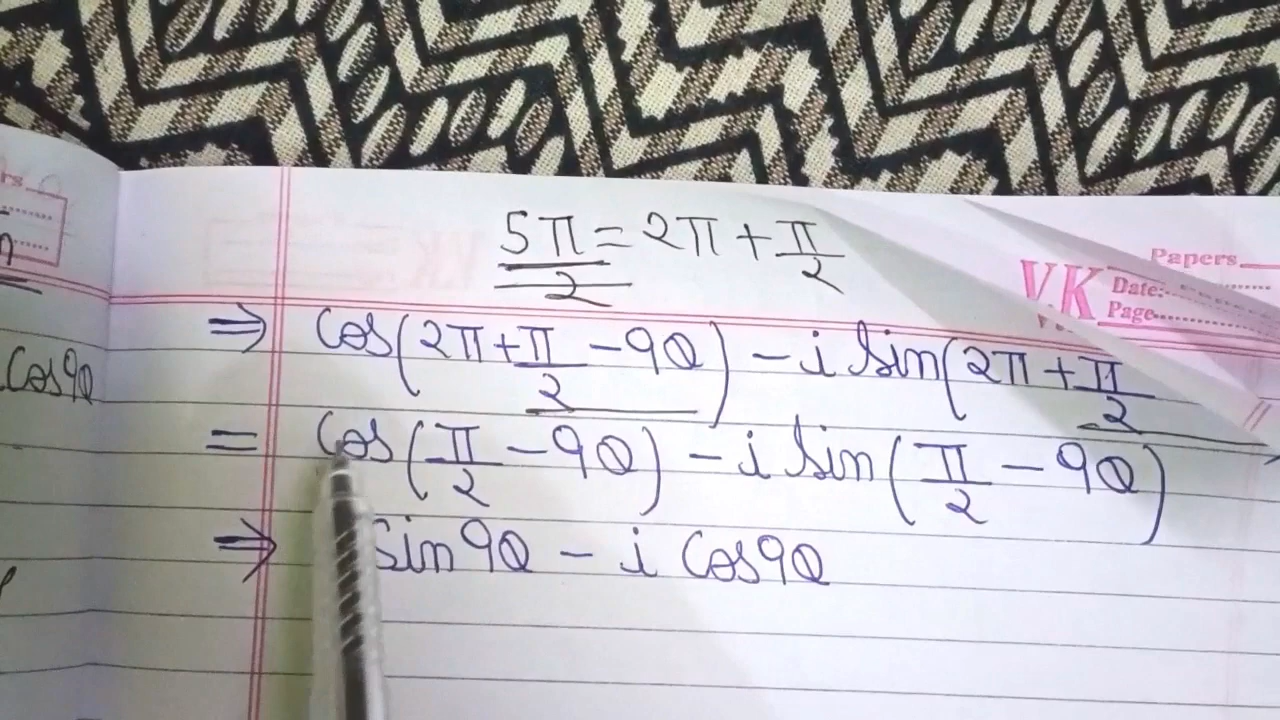 5π/2 = 2π + π/2
Papers
VK
Date:
Page
⇒ Cos(2π + π/2 − 9θ) − i sin(2π + π/2
Cos9θ
= Cos(π/2 − 9θ) − i sin(π/2 − 9θ)
⇒ Sin9θ − i Cos9θ